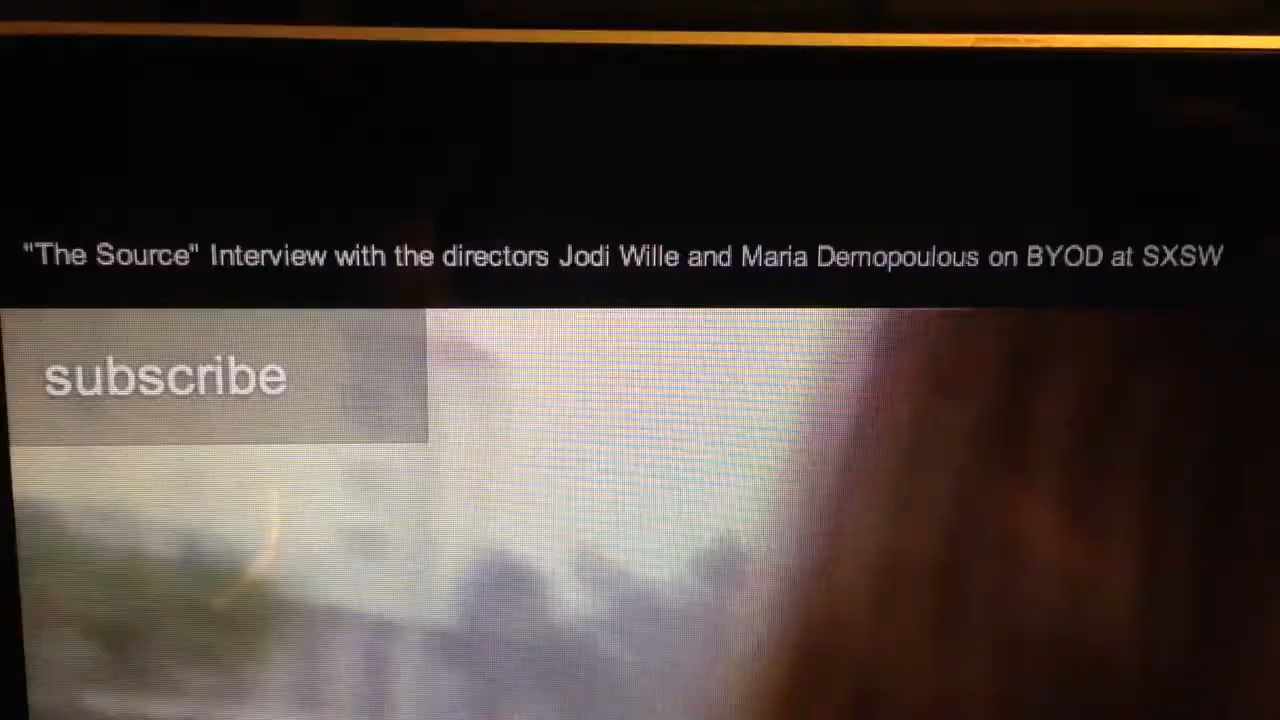 "The Source" Interview with the directors Jodi Wille and Maria Demopoulous on BYOD at SXSW
subscribe